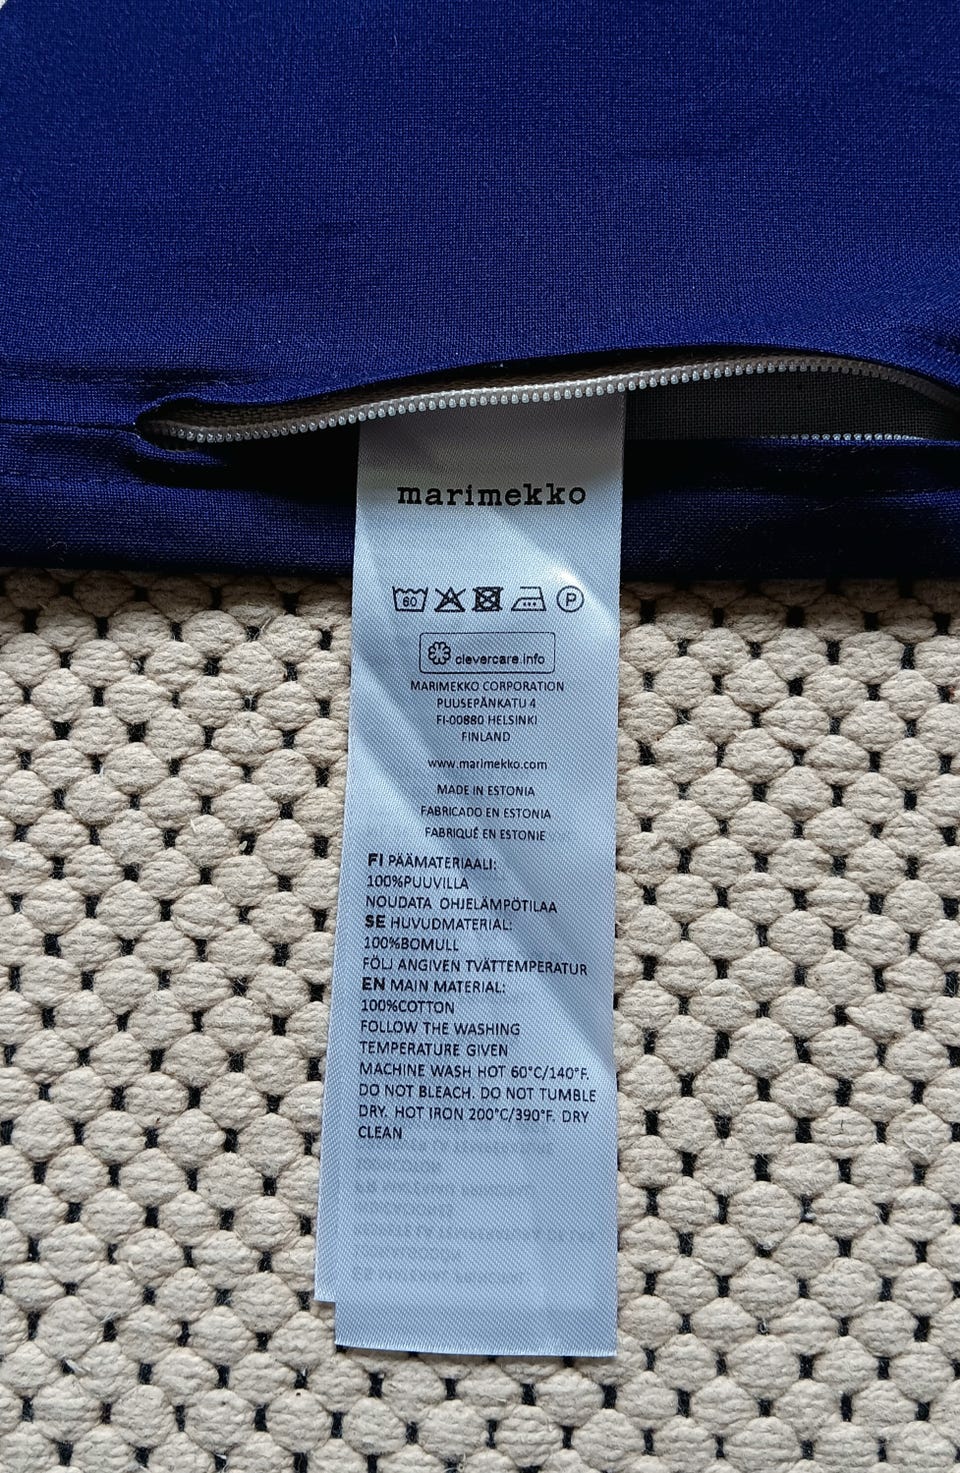 marimekko
60 P
clevercare.info
MARIMEKKO CORPORATION
PUUSEPÄNKATU 4
FI-00880 HELSINKI
FINLAND
www.marimekko.com
MADE IN ESTONIA
FABRICADO EN ESTONIA
FABRIQUÉ EN ESTONIE
FI PÄÄMATERIAALI:
100%PUUVILLA
NOUDATA OHJELÄMPÖTILAA
SE HUVUDMATERIAL:
100%BOMULL
FÖLJ ANGIVEN TVÄTTEMPERATUR
EN MAIN MATERIAL:
100%COTTON
FOLLOW THE WASHING
TEMPERATURE GIVEN
MACHINE WASH HOT 60°C/140°F.
DO NOT BLEACH. DO NOT TUMBLE
DRY. HOT IRON 200°C/390°F. DRY
CLEAN